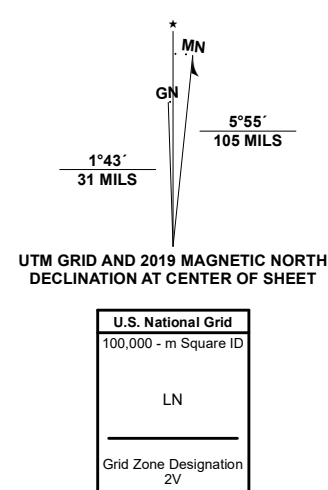 ★
MN
GN
5°55´
105 MILS
1°43´
31 MILS
UTM GRID AND 2019 MAGNETIC NORTH
DECLINATION AT CENTER OF SHEET
U.S. National Grid
100,000 - m Square ID
LN
Grid Zone Designation
2V